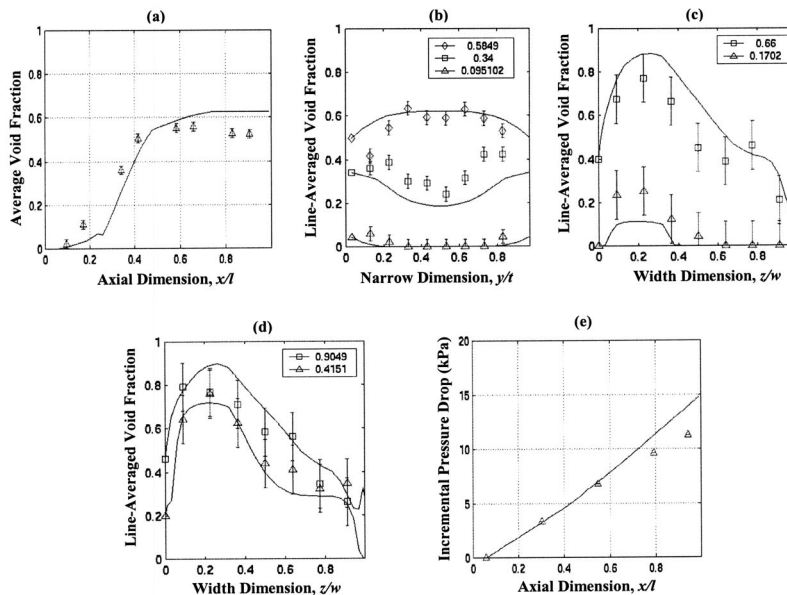 (a)
Average Void Fraction
1
0.8
0.6
0.4
0.2
0
0 0.2 0.4 0.6 0.8 1
Axial Dimension, x/l
(b)
Line-Averaged Void Fraction
1
0.8
0.6
0.4
0.2
0
0.5849
0.34
0.095102
0 0.2 0.4 0.6 0.8 1
Narrow Dimension, y/t
(c)
Line-Averaged Void Fraction
1
0.8
0.6
0.4
0.2
0
0.66
0.1702
0 0.2 0.4 0.6 0.8
Width Dimension, z/w
(d)
Line-Averaged Void Fraction
1
0.8
0.6
0.4
0.2
0
0.9049
0.4151
0 0.2 0.4 0.6 0.8
Width Dimension, z/w
(e)
Incremental Pressure Drop (kPa)
20
15
10
5
0
0 0.2 0.4 0.6 0.8 1
Axial Dimension, x/l